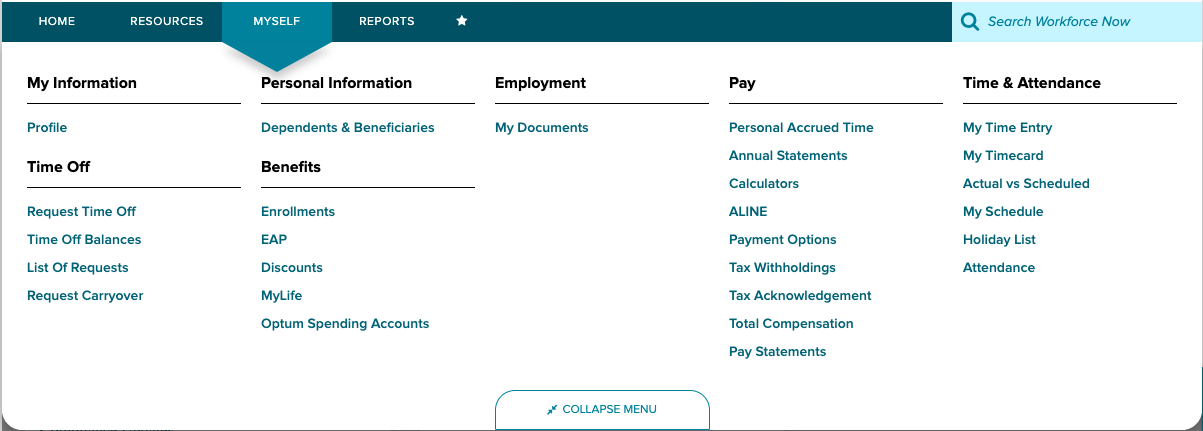 HOME RESOURCES MYSELF REPORTS Search Workforce Now
My Information
Profile
Time Off
Request Time Off
Time Off Balances
List Of Requests
Request Carryover
Personal Information
Dependents & Beneficiaries
Benefits
Enrollments
EAP
Discounts
MyLife
Optum Spending Accounts
Employment
My Documents
Pay
Personal Accrued Time
Annual Statements
Calculators
ALINE
Payment Options
Tax Withholdings
Tax Acknowledgement
Total Compensation
Pay Statements
Time & Attendance
My Time Entry
My Timecard
Actual vs Scheduled
My Schedule
Holiday List
Attendance
COLLAPSE MENU